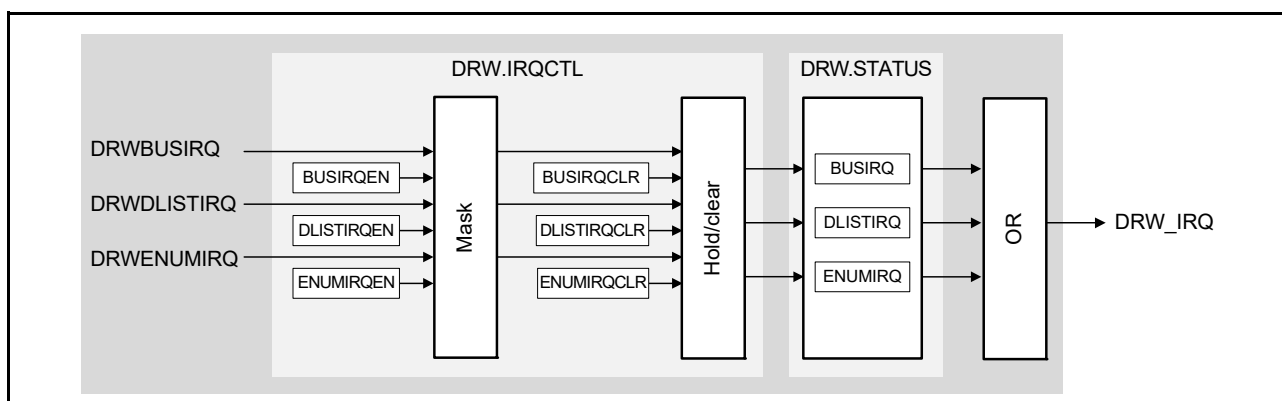 DRW.IRQCTL
DRW.STATUS
DRWBUSIRQ
BUSIRQEN
DRWDLISTIRQ
DLISTIRQEN
DRWENUMIRQ
ENUMIRQEN
Mask
BUSIRQCLR
DLISTIRQCLR
ENUMIRQCLR
Hold/clear
BUSIRQ
DLISTIRQ
ENUMIRQ
OR
DRW_IRQ